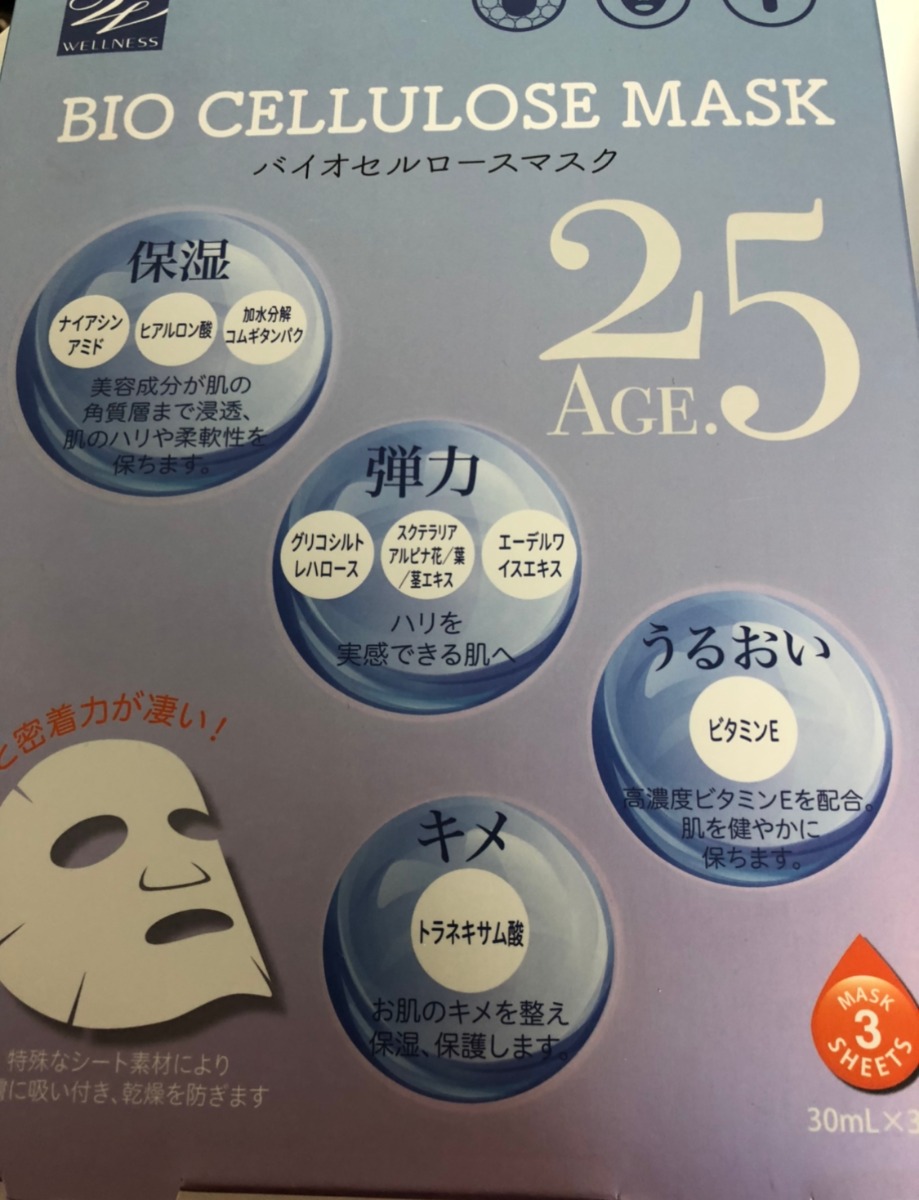 WELLNESS
BIO CELLULOSE MASK
バイオセルロースマスク
25
AGE.
保湿
ナイアシン
アミド
ヒアルロン酸
加水分解
コムギタンパク
美容成分が肌の
角質層まで浸透、
肌のハリや柔軟性を
保ちます。
弾力
グリコシルト
レハロース
スクテラリア
アルピナ花/葉
/茎エキス
エーデルワ
イスエキス
ハリを
実感できる肌へ
うるおい
ビタミンE
高濃度ビタミンEを配合。
肌を健やかに
保ちます。
と密着力が凄い!
キメ
トラネキサム酸
お肌のキメを整え
保湿、保護します。
特殊なシート素材により
に吸い付き、乾燥を防ぎます
MASK
3
SHEETS
30mL×3